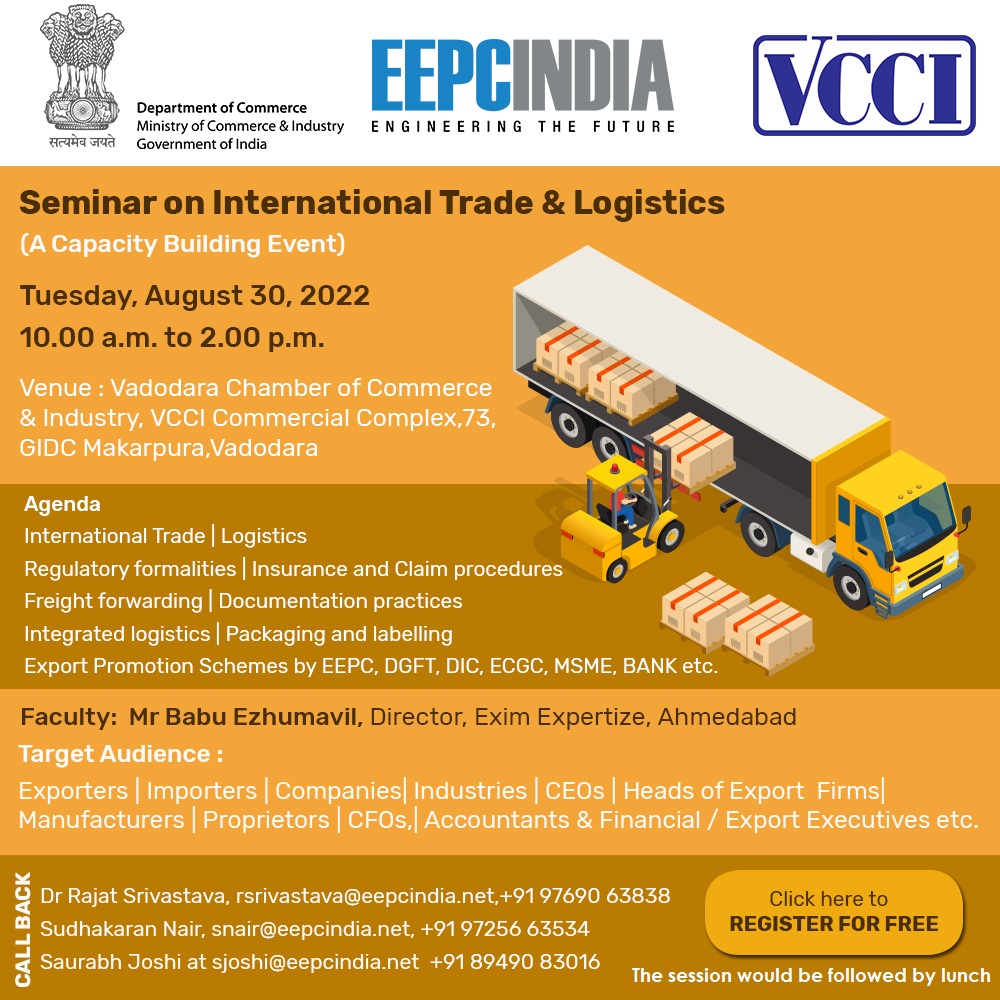 सत्यमेव जयते
Department of Commerce
Ministry of Commerce & Industry
Government of India
EEPCINDIA
ENGINEERING THE FUTURE
VCCI
Seminar on International Trade & Logistics
(A Capacity Building Event)
Tuesday, August 30, 2022
10.00 a.m. to 2.00 p.m.
Venue : Vadodara Chamber of Commerce
& Industry, VCCI Commercial Complex,73,
GIDC Makarpura,Vadodara
Agenda
International Trade | Logistics
Regulatory formalities | Insurance and Claim procedures
Freight forwarding | Documentation practices
Integrated logistics | Packaging and labelling
Export Promotion Schemes by EEPC, DGFT, DIC, ECGC, MSME, BANK etc.
Faculty: Mr Babu Ezhumavil, Director, Exim Expertize, Ahmedabad
Target Audience :
Exporters | Importers | Companies| Industries | CEOs | Heads of Export Firms|
Manufacturers | Proprietors | CFOs,| Accountants & Financial / Export Executives etc.
CALL BACK
Dr Rajat Srivastava, rsrivastava@eepcindia.net,+91 97690 63838
Sudhakaran Nair, snair@eepcindia.net, +91 97256 63534
Saurabh Joshi at sjoshi@eepcindia.net +91 89490 83016
Click here to
REGISTER FOR FREE
The session would be followed by lunch